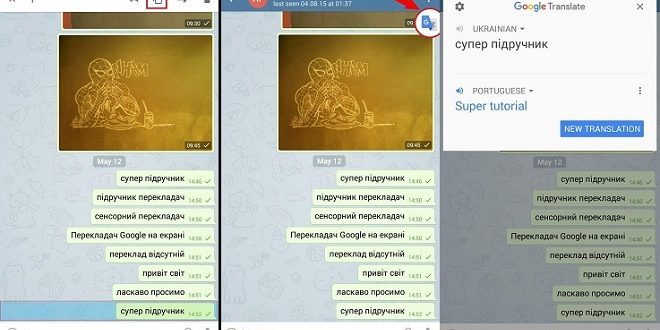 09:30
09:45
May 12
супер підручник 14:46
підручник перекладач 14:50
сенсорний перекладач 14:50
Перекладач Google на екрані 14:51
переклад відсутній 14:51
привіт світ 14:51
ласкаво просимо 14:51
супер підручник 14:52
last seen 04.08.15 at 01:37
09:45
May 12
супер підручник 14:46
підручник перекладач 14:50
сенсорний перекладач 14:50
Перекладач Google на екрані 14:51
переклад відсутній 14:51
привіт світ 14:51
ласкаво просимо 14:51
супер підручник 14:52
Google Translate
UKRAINIAN
супер підручник
PORTUGUESE
Super tutorial
NEW TRANSLATION
May 12
супер підручник 14:46
підручник перекладач 14:50
сенсорний перекладач 14:50
Перекладач Google на екрані 14:51
переклад відсутній 14:51
привіт світ 14:51
ласкаво просимо 14:51
супер підручник 14:52